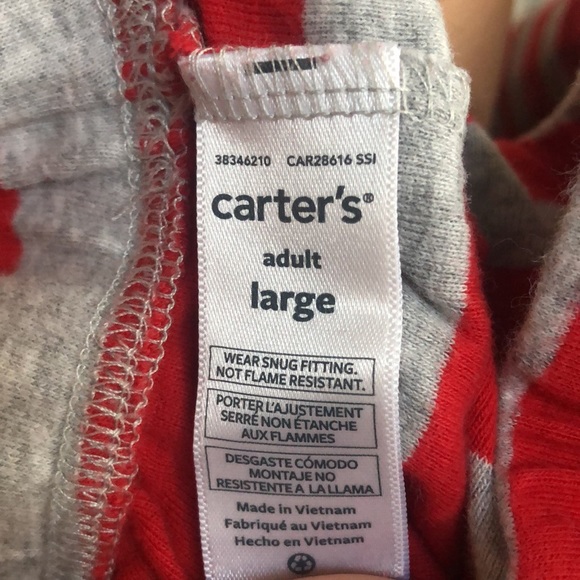 38346210 CAR28616 SSI
carter's®
adult
large
WEAR SNUG FITTING.
NOT FLAME RESISTANT.
PORTER L'AJUSTEMENT
SERRÉ NON ÉTANCHE
AUX FLAMMES
DESGASTE CÓMODO
MONTAJE NO
RESISTENTE A LA LLAMA
Made in Vietnam
Fabriqué au Vietnam
Hecho en Vietnam